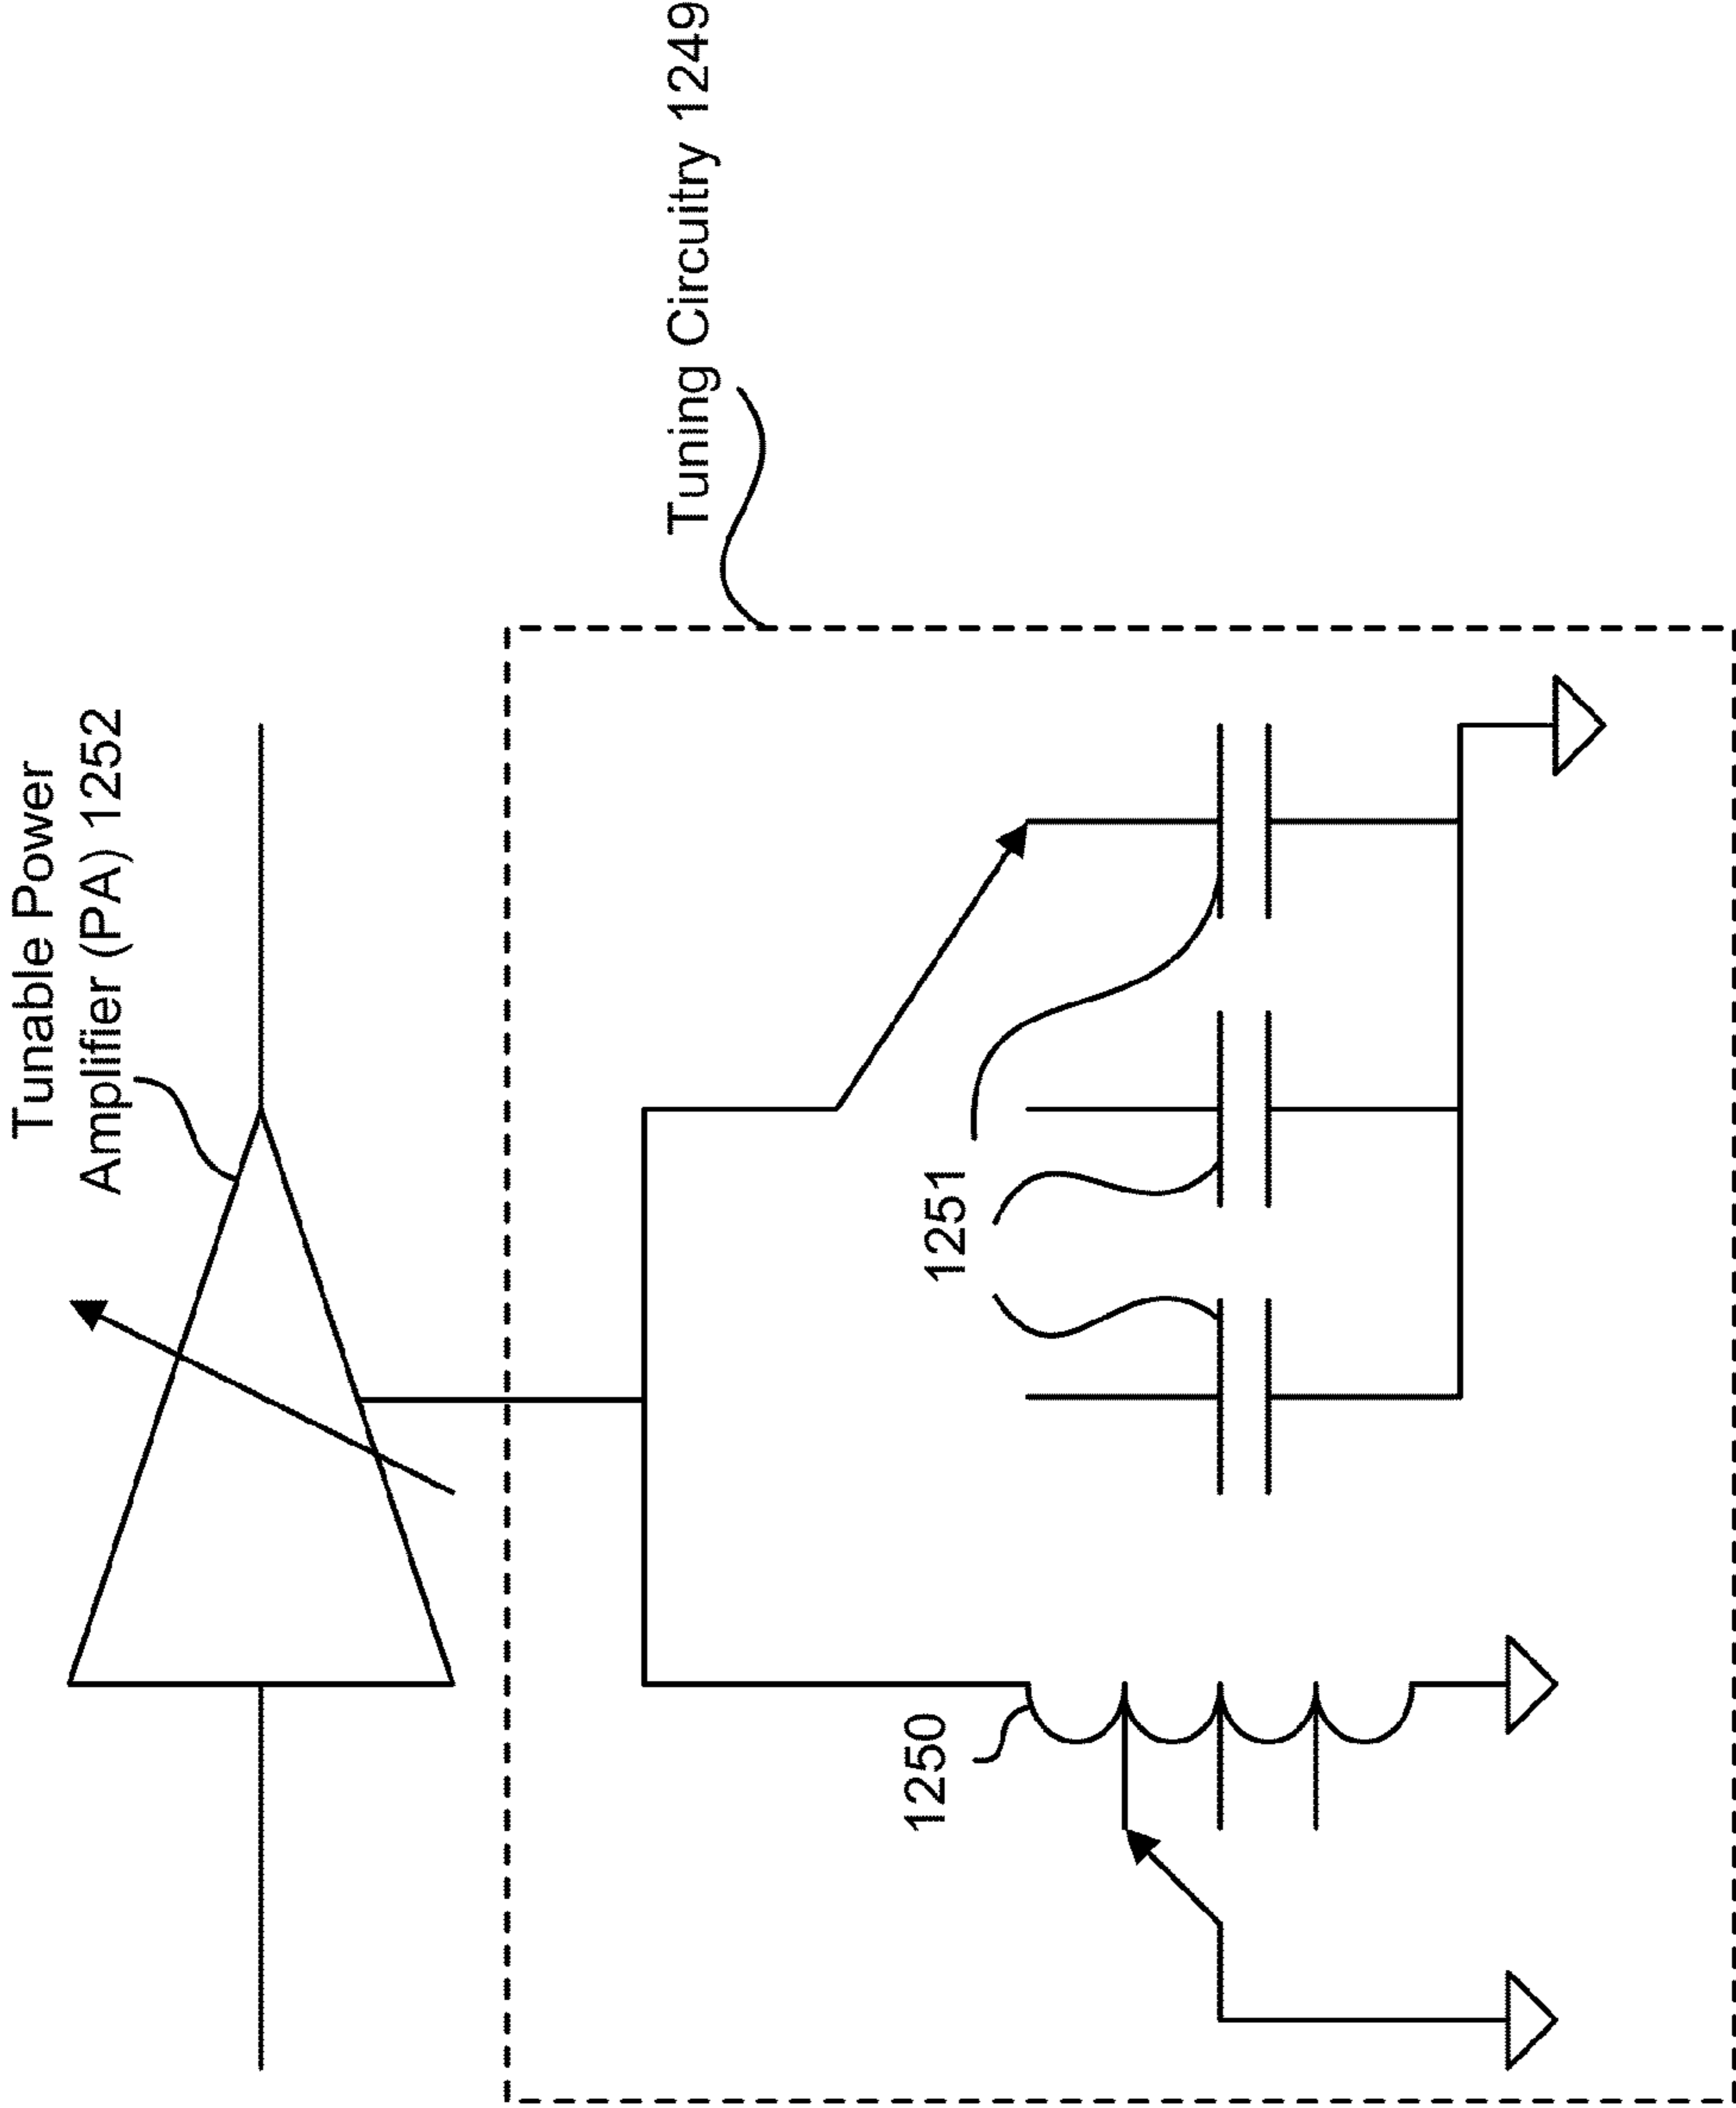 Tunable Power
Amplifier (PA) 1252
Tuning Circuitry 1249
1250
1251